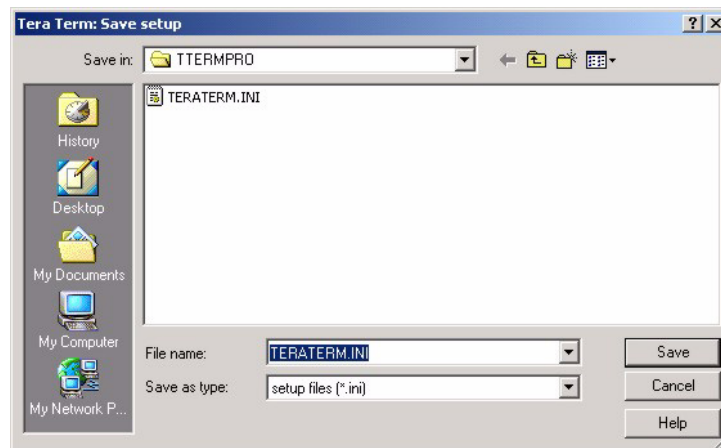 Tera Term: Save setup
Save in:
TTERMPRO
TERATERM.INI
History
Desktop
My Documents
My Computer
My Network P...
File name:
TERATERM.INI
Save
Save as type:
setup files (*.ini)
Cancel
Help